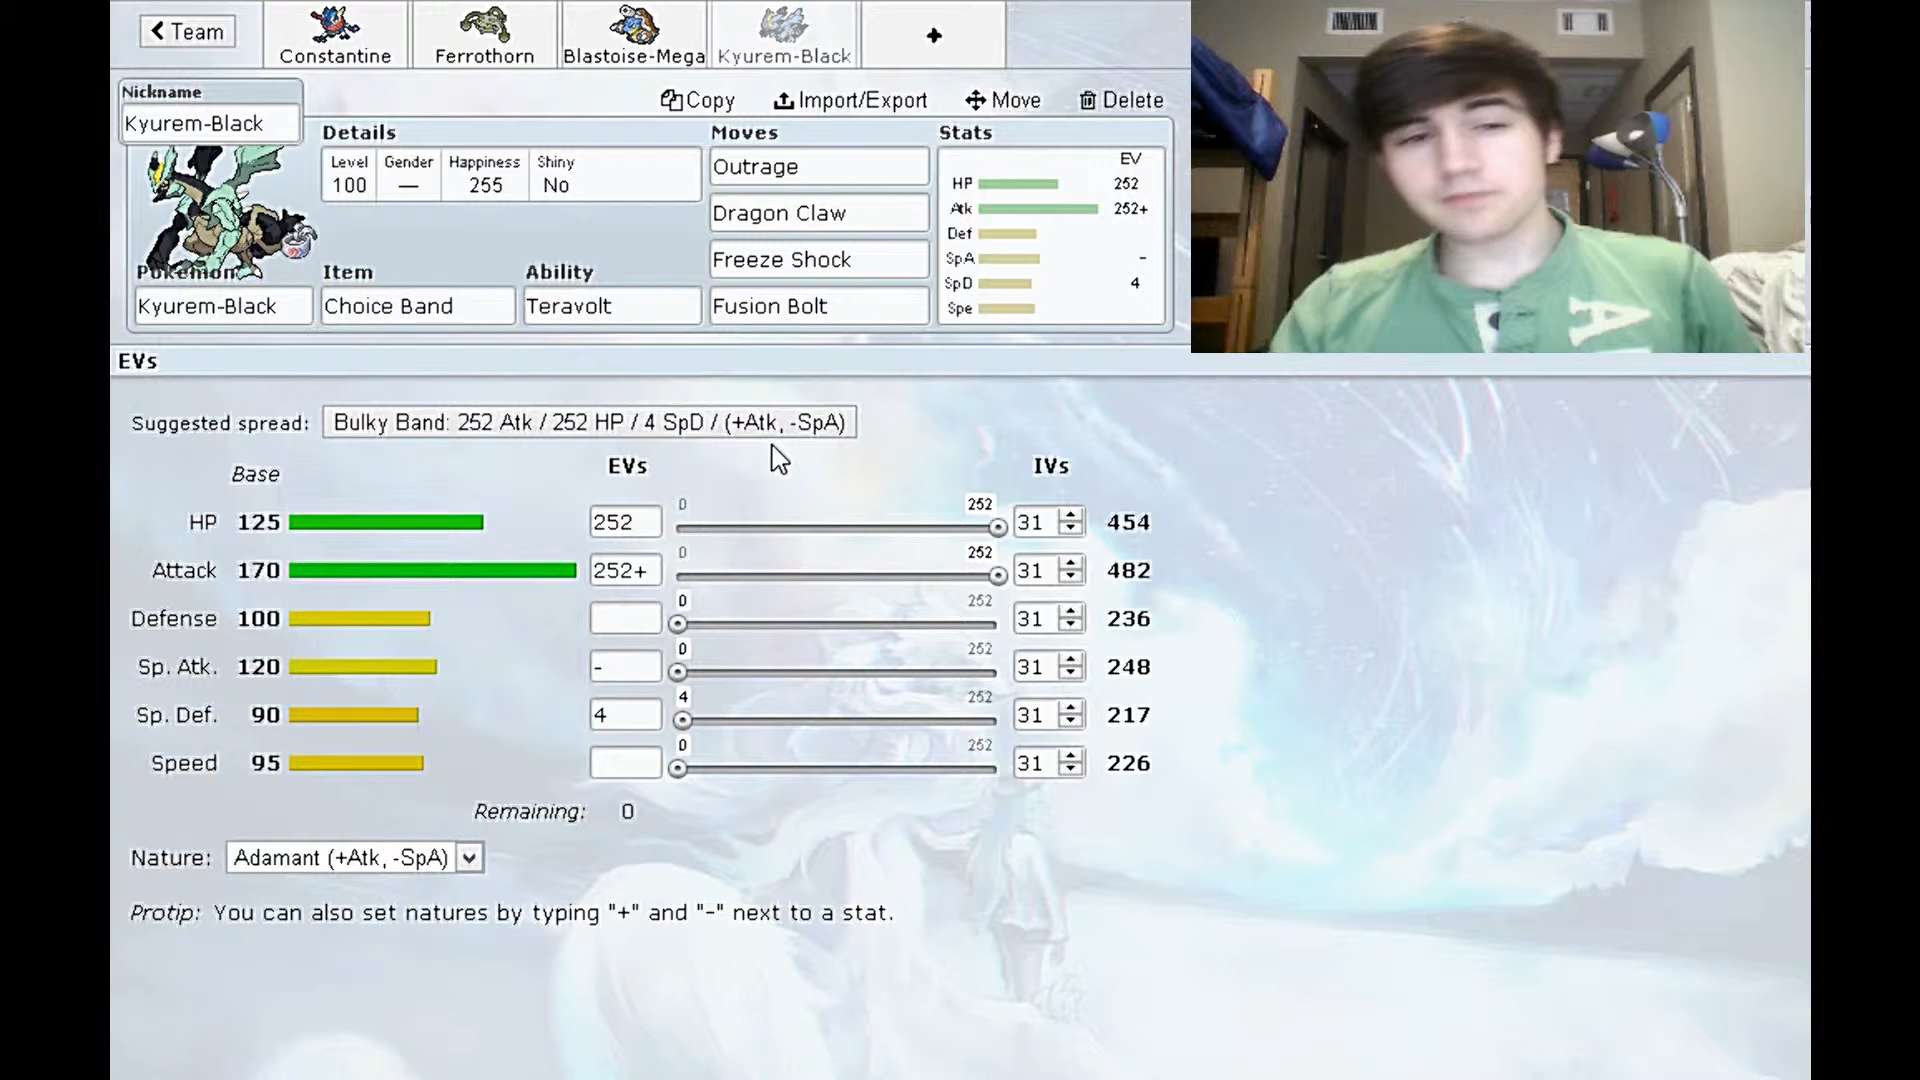 Team
Constantine
Ferrothorn
Blastoise-Mega
Kyurem-Black
Nickname
Kyurem-Black
Copy
Import/Export
Move
Delete
Details
Level
100
Gender
—
Happiness
255
Shiny
No
Pokemon
Kyurem-Black
Item
Choice Band
Ability
Teravolt
Moves
Outrage
Dragon Claw
Freeze Shock
Fusion Bolt
Stats
EV
HP 252
Atk 252+
Def
SpA -
SpD 4
Spe
EVs
Suggested spread: Bulky Band: 252 Atk / 252 HP / 4 SpD / (+Atk, -SpA)
Base EVs IVs
0 252
HP 125 252 31 454
0 252
Attack 170 252+ 31 482
0 252
Defense 100 31 236
0 252
Sp. Atk. 120 - 31 248
4 252
Sp. Def. 90 4 31 217
0 252
Speed 95 31 226
Remaining: 0
Nature: Adamant (+Atk, -SpA)
Protip: You can also set natures by typing "+" and "-" next to a stat.
A